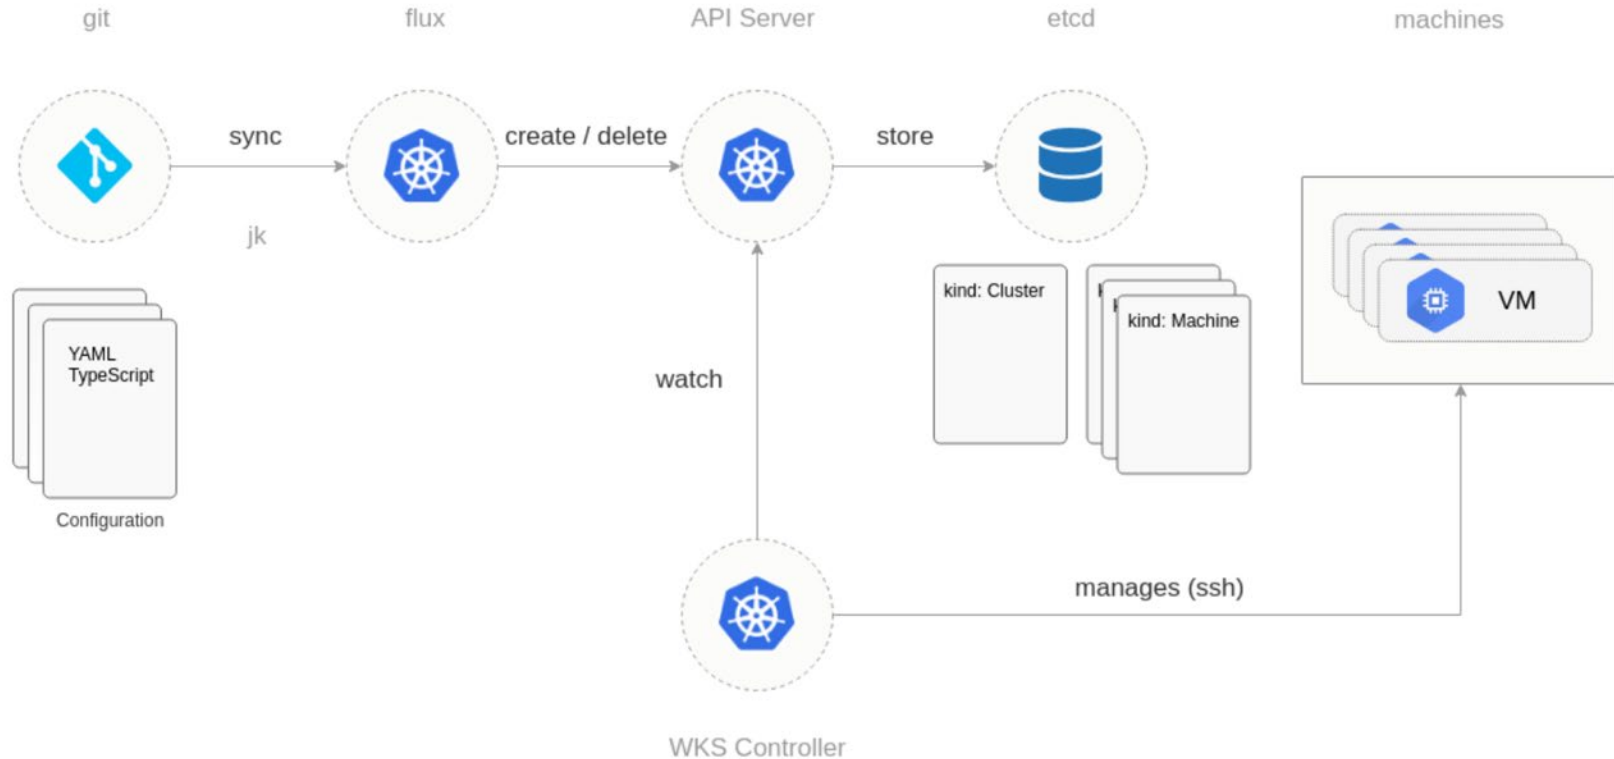 git
flux
API Server
etcd
machines
sync
create / delete
store
jk
kind: Cluster
k
k
kind: Machine
VM
YAML
TypeScript
watch
Configuration
manages (ssh)
WKS Controller